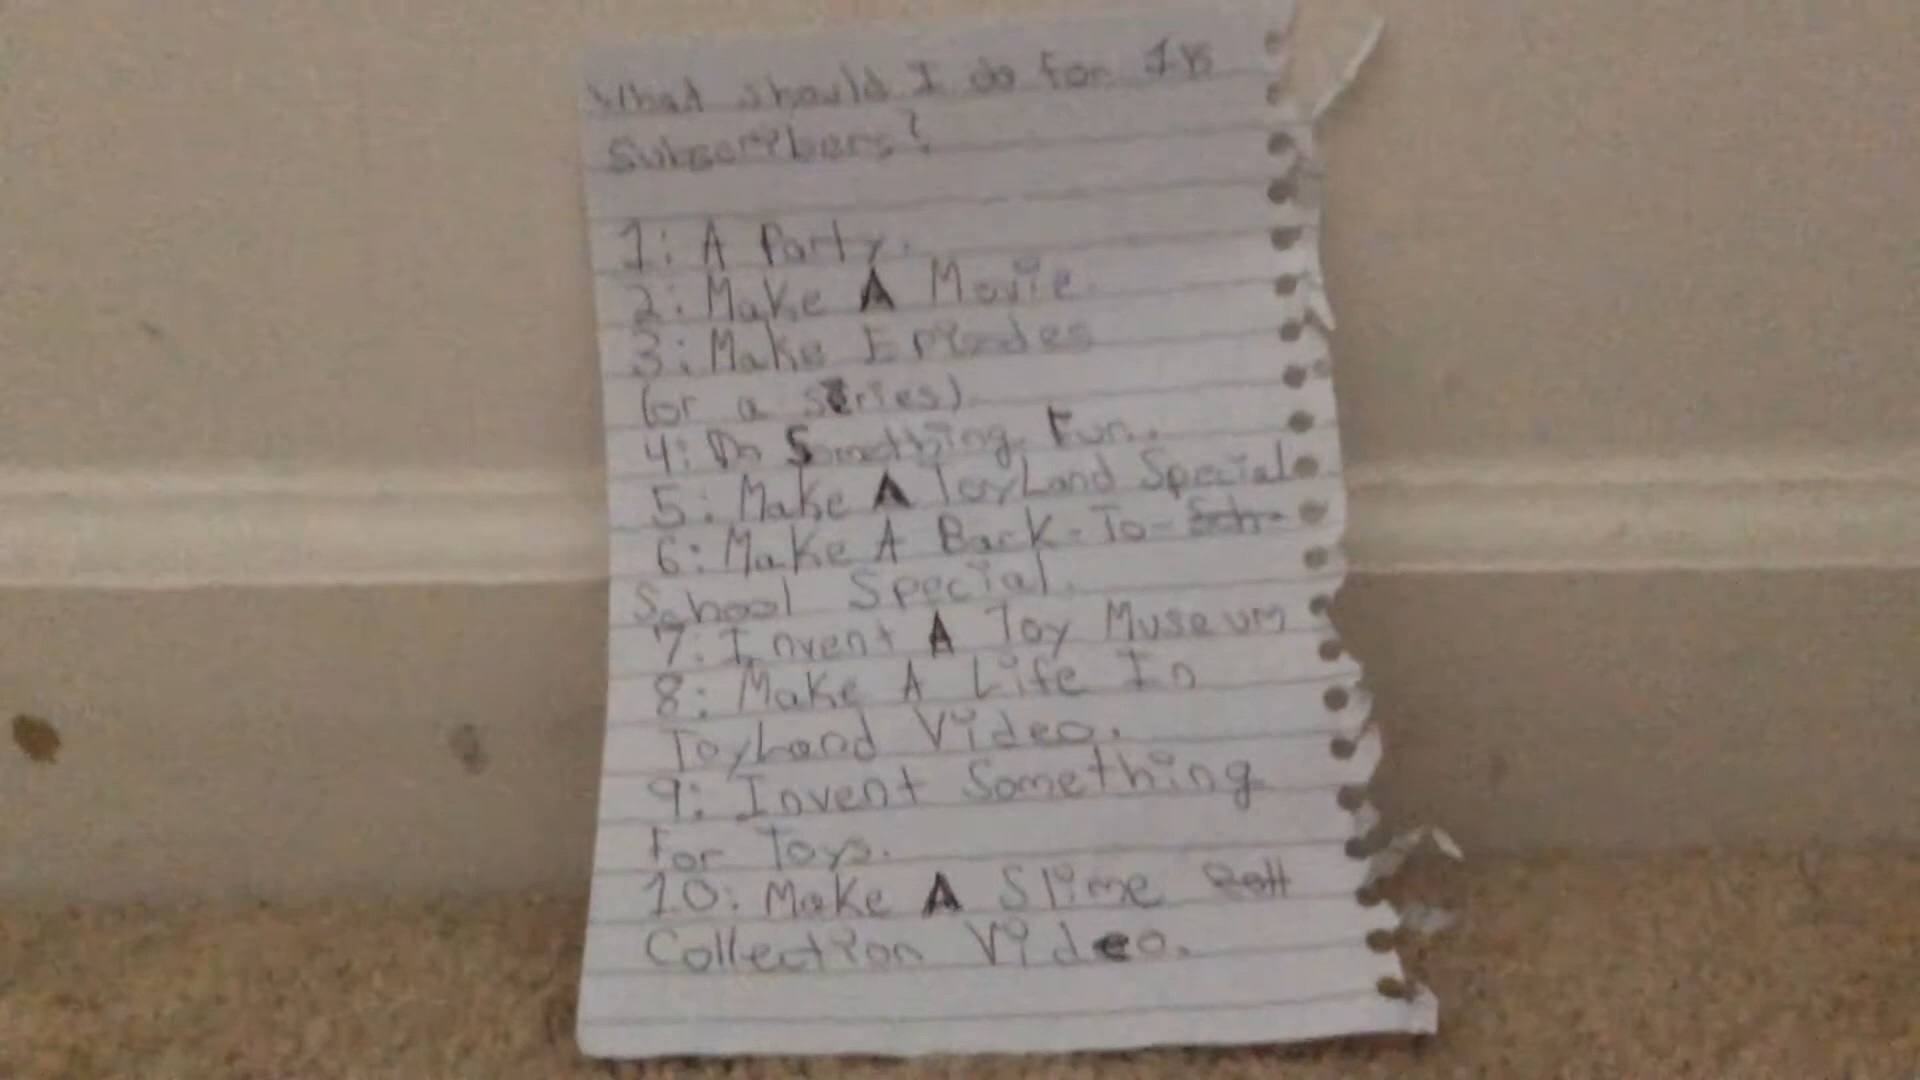 What should I do for 1K
Subscribers?
1: A Party.
2: Make A Movie.
3: Make Episodes
(or a series)
4: Do Something Fun.
5: Make A ToyLand Special
6: Make A Back-To-
School Special.
7: Invent A Toy Museum
8: Make A Life In
ToyLand Video.
9: Invent Something
For Toys.
10: Make A Slime
Collection Video.